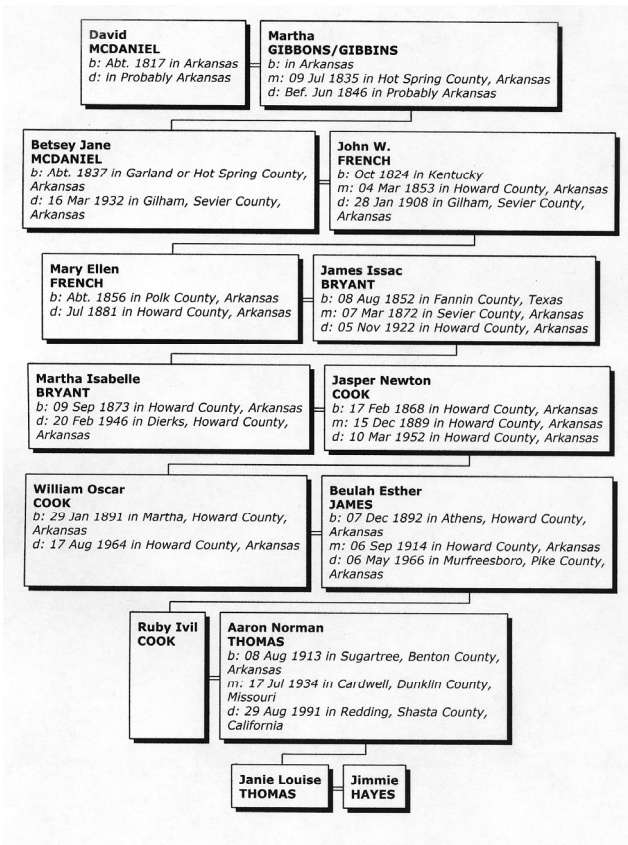 David
MCDANIEL
b: Abt. 1817 in Arkansas
d: in Probably Arkansas
Martha
GIBBONS/GIBBINS
b: in Arkansas
m: 09 Jul 1835 in Hot Spring County, Arkansas
d: Bef. Jun 1846 in Probably Arkansas
Betsey Jane
MCDANIEL
b: Abt. 1837 in Garland or Hot Spring County,
Arkansas
d: 16 Mar 1932 in Gilham, Sevier County,
Arkansas
John W.
FRENCH
b: Oct 1824 in Kentucky
m: 04 Mar 1853 in Howard County, Arkansas
d: 28 Jan 1908 in Gilham, Sevier County,
Arkansas
Mary Ellen
FRENCH
b: Abt. 1856 in Polk County, Arkansas
d: Jul 1881 in Howard County, Arkansas
James Issac
BRYANT
b: 08 Aug 1852 in Fannin County, Texas
m: 07 Mar 1872 in Sevier County, Arkansas
d: 05 Nov 1922 in Howard County, Arkansas
Martha Isabelle
BRYANT
b: 09 Sep 1873 in Howard County, Arkansas
d: 20 Feb 1946 in Dierks, Howard County,
Arkansas
Jasper Newton
COOK
b: 17 Feb 1868 in Howard County, Arkansas
m: 15 Dec 1889 in Howard County, Arkansas
d: 10 Mar 1952 in Howard County, Arkansas
William Oscar
COOK
b: 29 Jan 1891 in Martha, Howard County,
Arkansas
d: 17 Aug 1964 in Howard County, Arkansas
Beulah Esther
JAMES
b: 07 Dec 1892 in Athens, Howard County,
Arkansas
m: 06 Sep 1914 in Howard County, Arkansas
d: 06 May 1966 in Murfreesboro, Pike County,
Arkansas
Ruby Ivil
COOK
Aaron Norman
THOMAS
b: 08 Aug 1913 in Sugartree, Benton County,
Arkansas
m: 17 Jul 1934 in Cardwell, Dunklin County,
Missouri
d: 29 Aug 1991 in Redding, Shasta County,
California
Janie Louise
THOMAS
Jimmie
HAYES